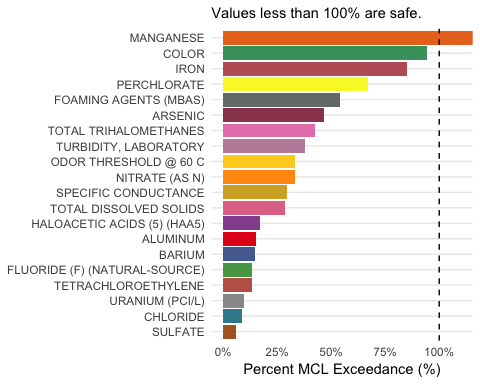 Values less than 100% are safe.
MANGANESE
COLOR
IRON
PERCHLORATE
FOAMING AGENTS (MBAS)
ARSENIC
TOTAL TRIHALOMETHANES
TURBIDITY, LABORATORY
ODOR THRESHOLD @ 60 C
NITRATE (AS N)
SPECIFIC CONDUCTANCE
TOTAL DISSOLVED SOLIDS
HALOACETIC ACIDS (5) (HAA5)
ALUMINUM
BARIUM
FLUORIDE (F) (NATURAL-SOURCE)
TETRACHLOROETHYLENE
URANIUM (PCI/L)
CHLORIDE
SULFATE
0% 25% 50% 75% 100%
Percent MCL Exceedance (%)